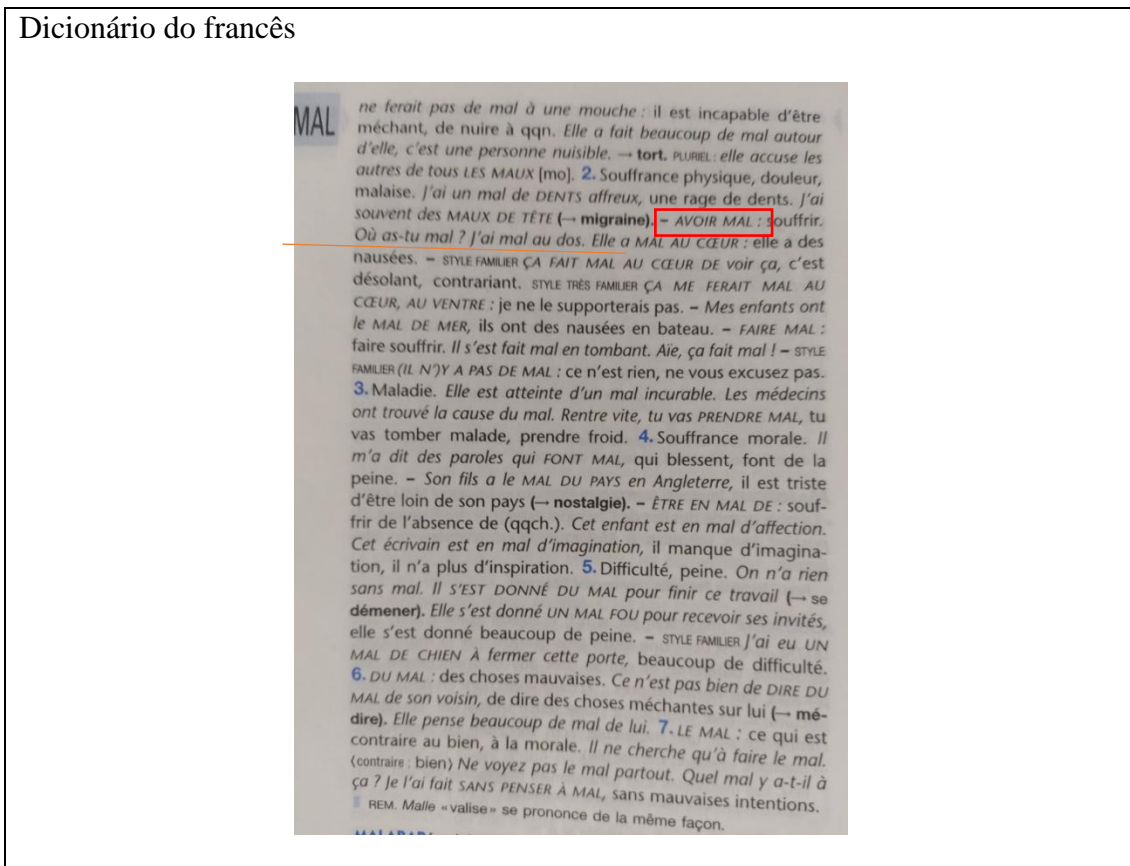 Dicionário do francês
MAL
ne ferait pas de mal à une mouche : il est incapable d'être
méchant, de nuire à qqn. Elle a fait beaucoup de mal autour
d'elle, c'est une personne nuisible. → tort. PLURIEL : elle accuse les
autres de tous LES MAUX [mo]. 2. Souffrance physique, douleur,
malaise. J'ai un mal de DENTS affreux, une rage de dents. J'ai
souvent des MAUX DE TÊTE (→ migraine). – AVOIR MAL : souffrir.
Où as-tu mal ? J'ai mal au dos. Elle a MAL AU CŒUR : elle a des
nausées. – STYLE FAMILIER ÇA FAIT MAL AU CŒUR DE voir ça, c'est
désolant, contrariant. STYLE TRÈS FAMILIER ÇA ME FERAIT MAL AU
CŒUR, AU VENTRE : je ne le supporterais pas. – Mes enfants ont
le MAL DE MER, ils ont des nausées en bateau. – FAIRE MAL :
faire souffrir. Il s'est fait mal en tombant. Aïe, ça fait mal ! – STYLE
FAMILIER (IL N')Y A PAS DE MAL : ce n'est rien, ne vous excusez pas.
3. Maladie. Elle est atteinte d'un mal incurable. Les médecins
ont trouvé la cause du mal. Rentre vite, tu vas PRENDRE MAL, tu
vas tomber malade, prendre froid. 4. Souffrance morale. Il
m'a dit des paroles qui FONT MAL, qui blessent, font de la
peine. – Son fils a le MAL DU PAYS en Angleterre, il est triste
d'être loin de son pays (→ nostalgie). – ÊTRE EN MAL DE : souf-
frir de l'absence de (qqch.). Cet enfant est en mal d'affection.
Cet écrivain est en mal d'imagination, il manque d'imagina-
tion, il n'a plus d'inspiration. 5. Difficulté, peine. On n'a rien
sans mal. Il S'EST DONNÉ DU MAL pour finir ce travail (→ se
démener). Elle s'est donné UN MAL FOU pour recevoir ses invités,
elle s'est donné beaucoup de peine. – STYLE FAMILIER J'ai eu UN
MAL DE CHIEN À fermer cette porte, beaucoup de difficulté.
6. DU MAL : des choses mauvaises. Ce n'est pas bien de DIRE DU
MAL de son voisin, de dire des choses méchantes sur lui (→ mé-
dire). Elle pense beaucoup de mal de lui. 7. LE MAL : ce qui est
contraire au bien, à la morale. Il ne cherche qu'à faire le mal.
(contraire : bien) Ne voyez pas le mal partout. Quel mal y a-t-il à
ça ? Je l'ai fait SANS PENSER À MAL, sans mauvaises intentions.
REM. Malle « valise » se prononce de la même façon.